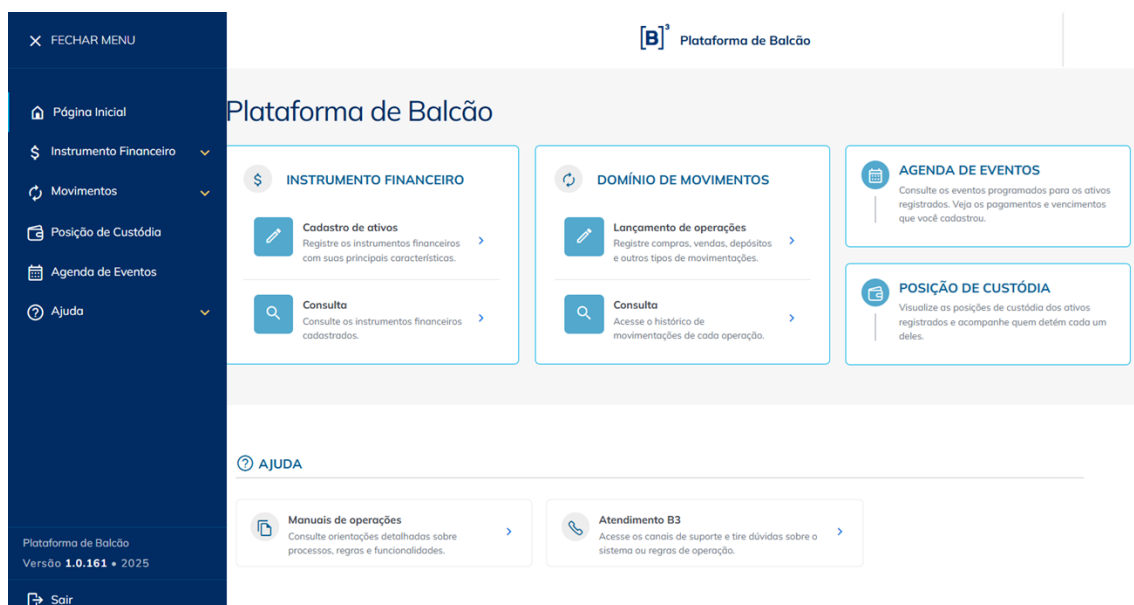 FECHAR MENU
[B]³ Plataforma de Balcão
Página Inicial
Instrumento Financeiro
Movimentos
Posição de Custódia
Agenda de Eventos
Ajuda
Plataforma de Balcão
Versão 1.0.161 • 2025
Sair
Plataforma de Balcão
INSTRUMENTO FINANCEIRO
Cadastro de ativos
Registre os instrumentos financeiros
com suas principais características.
Consulta
Consulte os instrumentos financeiros
cadastrados.
DOMÍNIO DE MOVIMENTOS
Lançamento de operações
Registre compras, vendas, depósitos
e outros tipos de movimentações.
Consulta
Acesse o histórico de
movimentações de cada operação.
AGENDA DE EVENTOS
Consulte os eventos programados para os ativos
registrados. Veja os pagamentos e vencimentos
que você cadastrou.
POSIÇÃO DE CUSTÓDIA
Visualize as posições de custódia dos ativos
registrados e acompanhe quem detém cada um
deles.
AJUDA
Manuais de operações
Consulte orientações detalhadas sobre
processos, regras e funcionalidades.
Atendimento B3
Acesse os canais de suporte e tire dúvidas sobre o
sistema ou regras de operação.